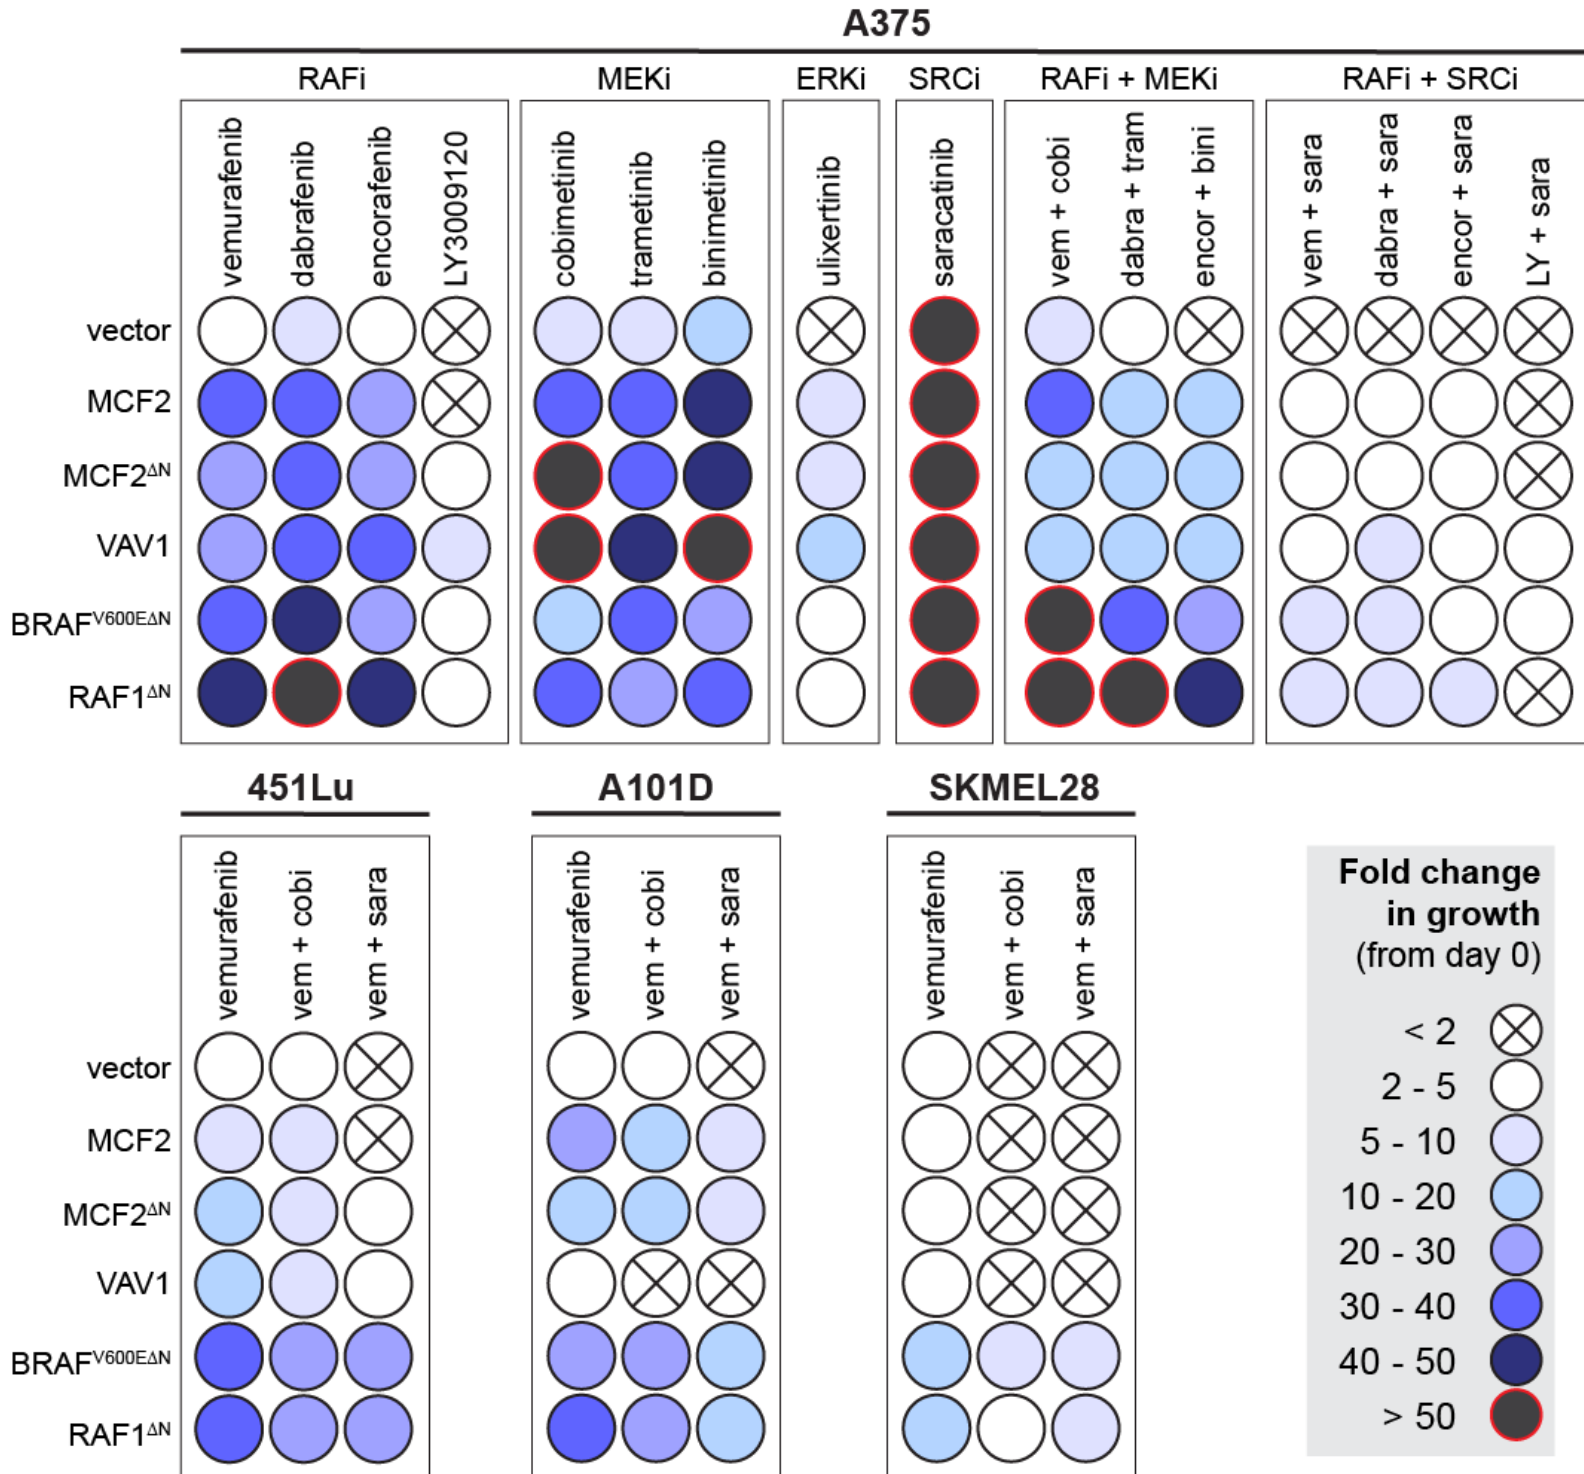 A375
RAFi MEKi ERKi SRCi RAFi + MEKi RAFi + SRCi
vemurafenib dabrafenib encorafenib LY3009120 cobimetinib trametinib binimetinib ulixertinib saracatinib vem + cobi dabra + tram encor + bini vem + sara dabra + sara encor + sara LY + sara
vector
MCF2
MCF2ΔN
VAV1
BRAFV600EΔN
RAF1ΔN
451Lu A101D SKMEL28
vemurafenib vem + cobi vem + sara vemurafenib vem + cobi vem + sara vemurafenib vem + cobi vem + sara
vector
MCF2
MCF2ΔN
VAV1
BRAFV600EΔN
RAF1ΔN
Fold change
in growth
(from day 0)
< 2
2 - 5
5 - 10
10 - 20
20 - 30
30 - 40
40 - 50
> 50